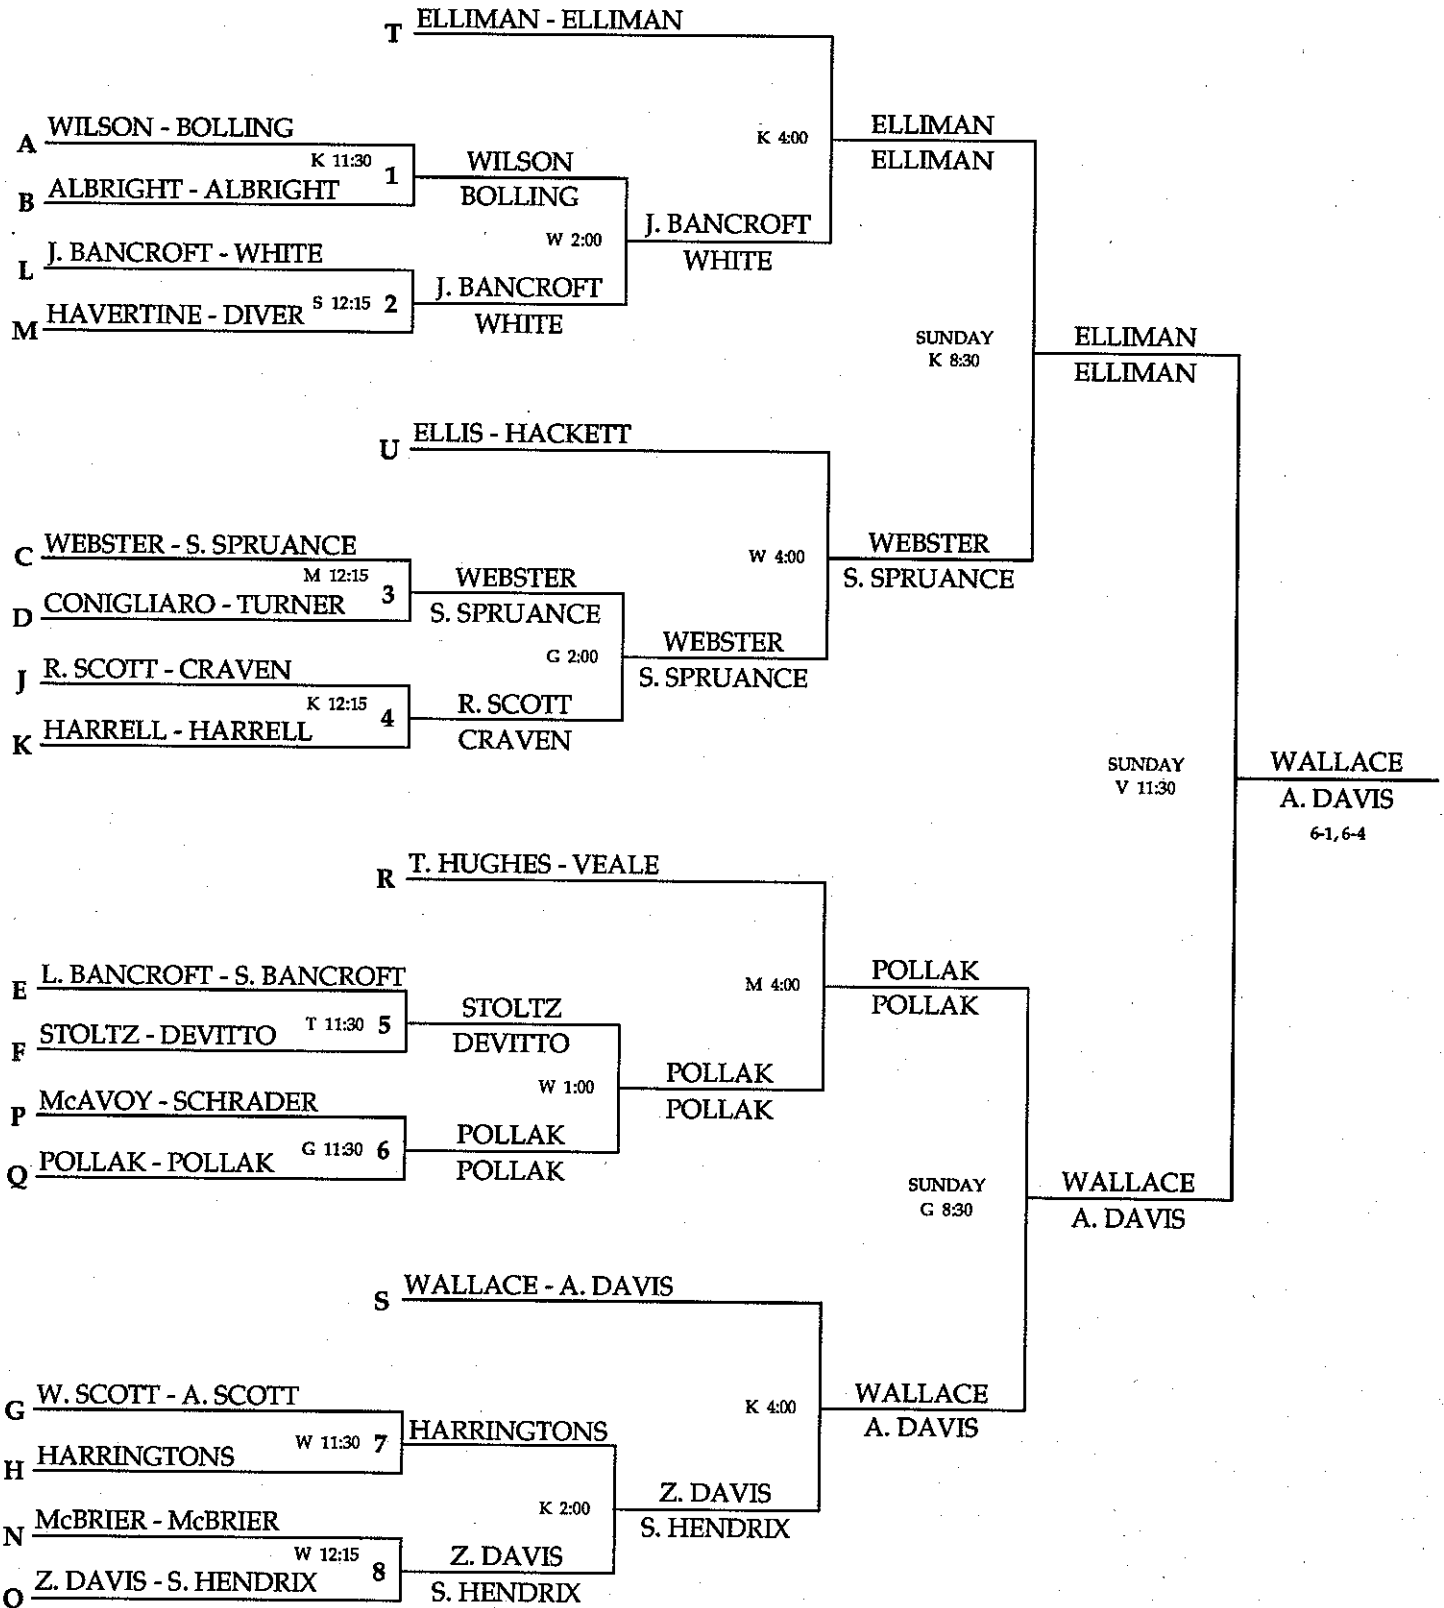 T ELLIMAN - ELLIMAN
A WILSON - BOLLING
K 11:30 1
B ALBRIGHT - ALBRIGHT
WILSON
BOLLING
L J. BANCROFT - WHITE
S 12:15 2
M HAVERTINE - DIVER
J. BANCROFT
WHITE
W 2:00
J. BANCROFT
WHITE
K 4:00
ELLIMAN
ELLIMAN
U ELLIS - HACKETT
C WEBSTER - S. SPRUANCE
M 12:15 3
D CONIGLIARO - TURNER
WEBSTER
S. SPRUANCE
J R. SCOTT - CRAVEN
K 12:15 4
K HARRELL - HARRELL
R. SCOTT
CRAVEN
G 2:00
WEBSTER
S. SPRUANCE
W 4:00
WEBSTER
S. SPRUANCE
SUNDAY
K 8:30
ELLIMAN
ELLIMAN
R T. HUGHES - VEALE
E L. BANCROFT - S. BANCROFT
T 11:30 5
F STOLTZ - DEVITTO
STOLTZ
DEVITTO
P McAVOY - SCHRADER
G 11:30 6
Q POLLAK - POLLAK
POLLAK
POLLAK
W 1:00
POLLAK
POLLAK
M 4:00
POLLAK
POLLAK
S WALLACE - A. DAVIS
G W. SCOTT - A. SCOTT
W 11:30 7
H HARRINGTONS
HARRINGTONS
N McBRIER - McBRIER
W 12:15 8
O Z. DAVIS - S. HENDRIX
Z. DAVIS
S. HENDRIX
K 2:00
Z. DAVIS
S. HENDRIX
K 4:00
WALLACE
A. DAVIS
SUNDAY
G 8:30
WALLACE
A. DAVIS
SUNDAY
V 11:30
WALLACE
A. DAVIS
6-1, 6-4